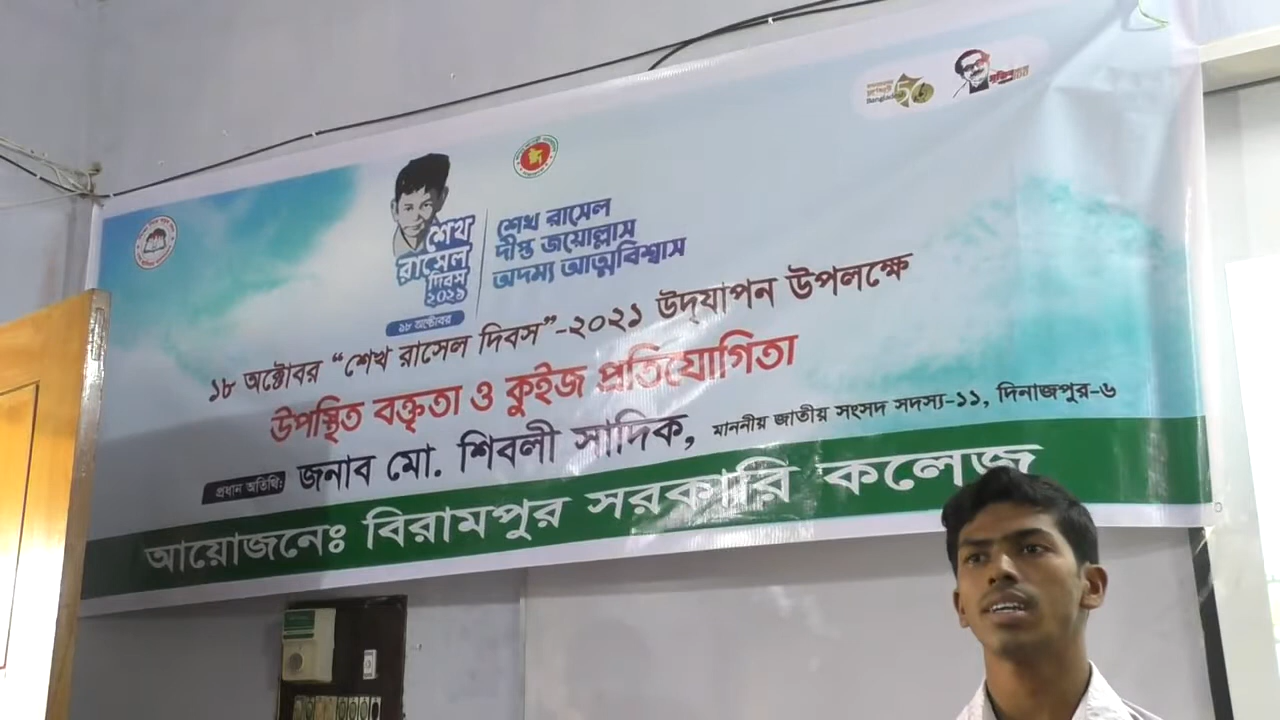 শেখ
রাসেল
দিবস
২০২১
১৮ অক্টোবর
শেখ রাসেল
দীপ্ত জয়োল্লাস
অদম্য আত্মবিশ্বাস
১৮ অক্টোবর “শেখ রাসেল দিবস”-২০২১ উদ্‌যাপন উপলক্ষে
উপস্থিত বক্তৃতা ও কুইজ প্রতিযোগিতা
প্রধান অতিথি: জনাব মো. শিবলী সাদিক, মাননীয় জাতীয় সংসদ সদস্য-১১, দিনাজপুর-৬
আয়োজনেঃ বিরামপুর সরকারি কলেজ